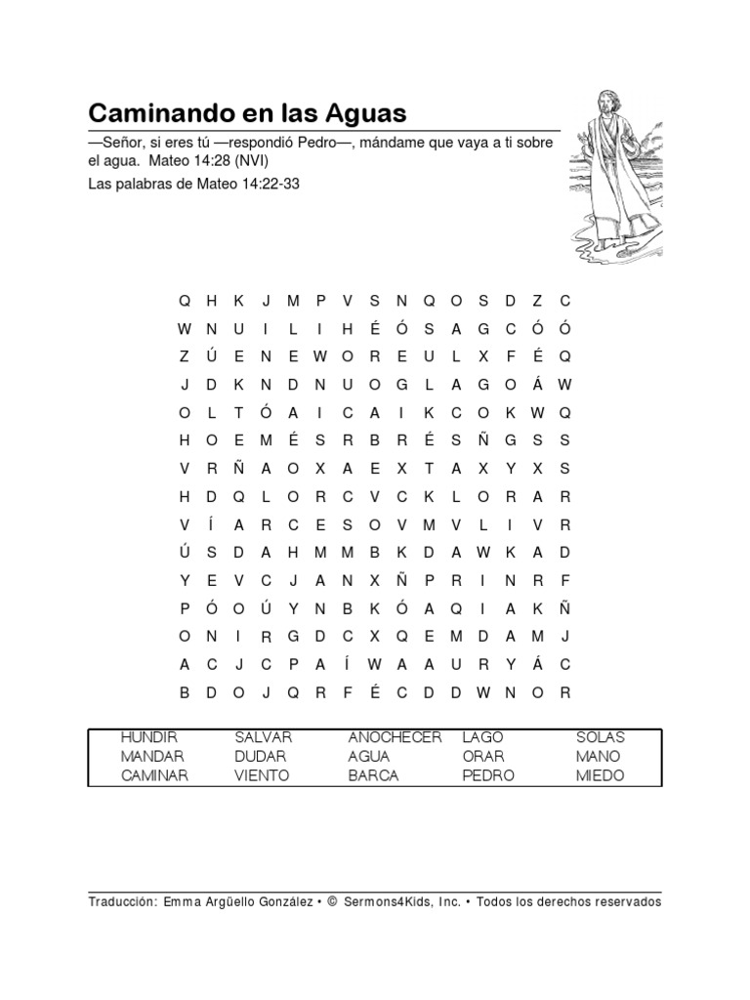 Caminando en las Aguas
—Señor, si eres tú —respondió Pedro—, mándame que vaya a ti sobre
el agua.  Mateo 14:28 (NVI)
Las palabras de Mateo 14:22-33
Q H K J M P V S N Q O S D Z C
W N U I L I H É Ó S A G C Ó Ó
Z Ú E N E W O R E U L X F É Q
J D K N D N U O G L A G O Á W
O L T Ó A I C A I K C O K W Q
H O E M É S R B R É S Ñ G S S
V R Ñ A O X A E X T A X Y X S
H D Q L O R C V C K L O R A R
V Í A R C E S O V M V L I V R
Ú S D A H M M B K D A W K A D
Y E V C J A N X Ñ P R I N R F
P Ó O Ú Y N B K Ó A Q I A K Ñ
O N I R G D C X Q E M D A M J
A C J C P A Í W A A U R Y Á C
B D O J Q R F É C D D W N O R
HUNDIR SALVAR ANOCHECER LAGO SOLAS
MANDAR DUDAR AGUA ORAR MANO
CAMINAR VIENTO BARCA PEDRO MIEDO
Traducción: Emma Argüello González • © Sermons4Kids, Inc. • Todos los derechos reservados